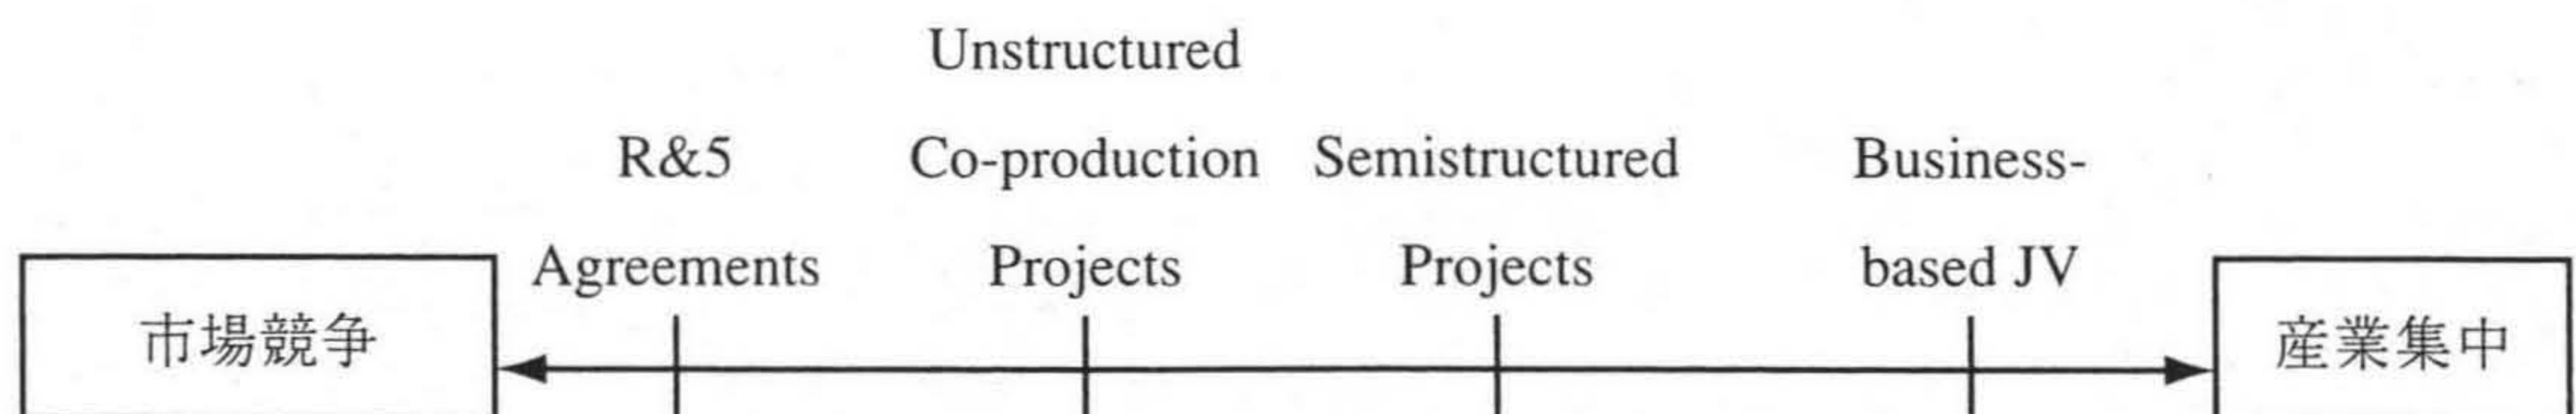 市場競争
R&5
Agreements
Unstructured
Co-production
Projects
Semistructured
Projects
Business-
based JV
産業集中